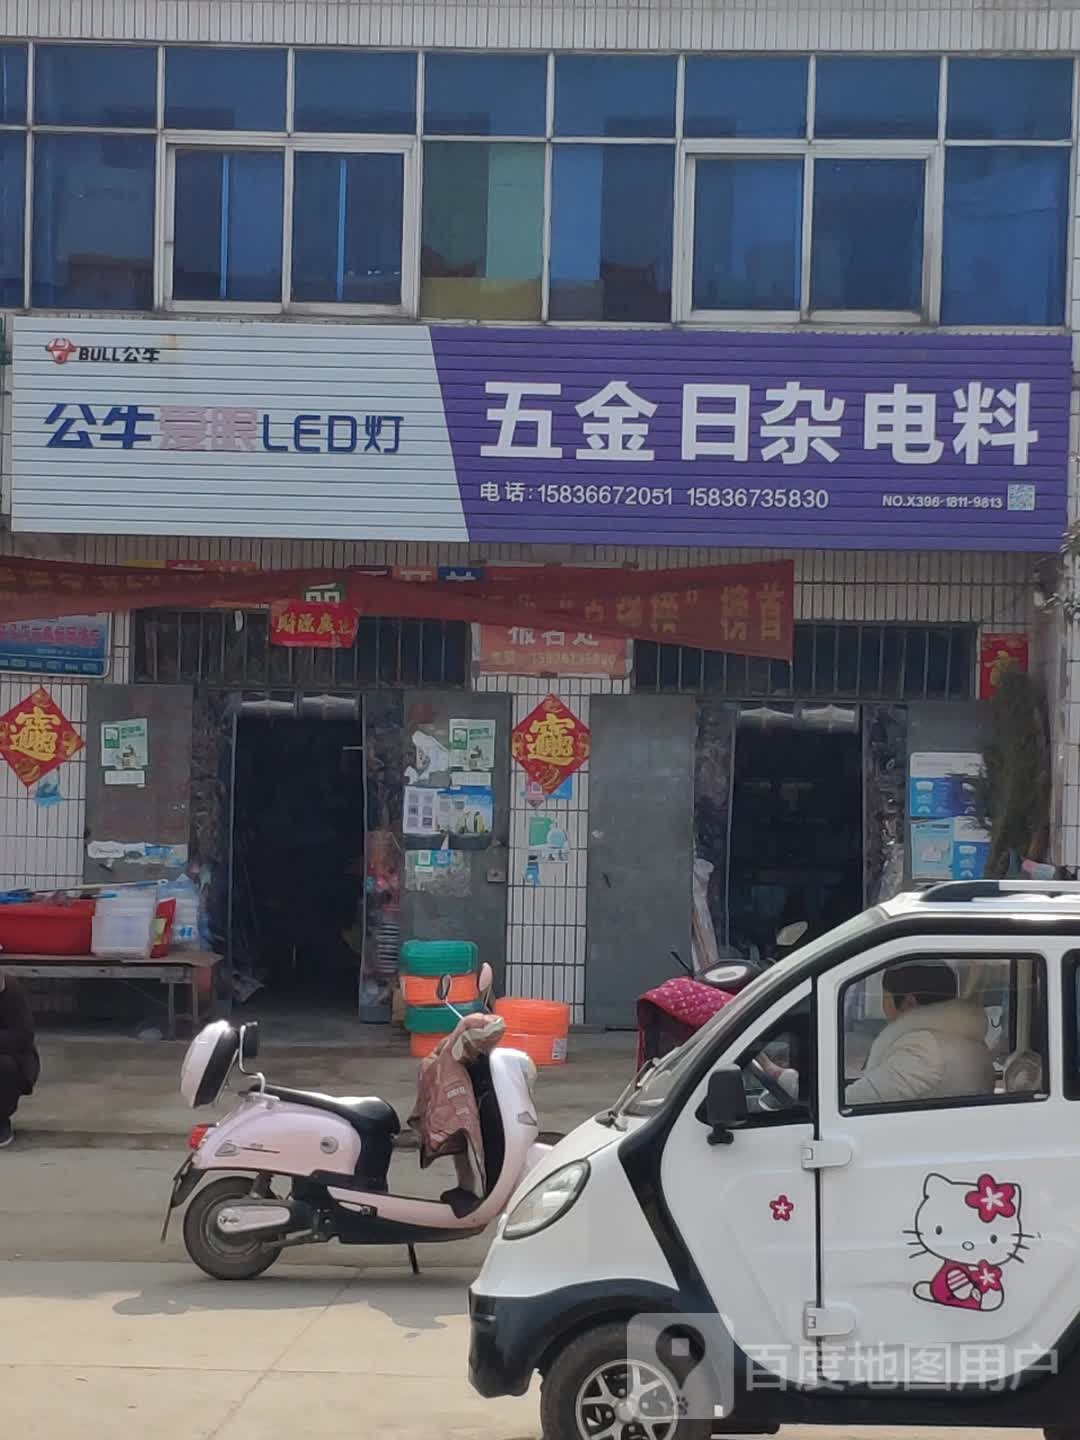 BULL公牛
公牛爱眼LED灯
五金日杂电料
电话:15836672051 15836735830
NO.X396-1811-9813
榜首
财源广进
报名处
百度地图用户